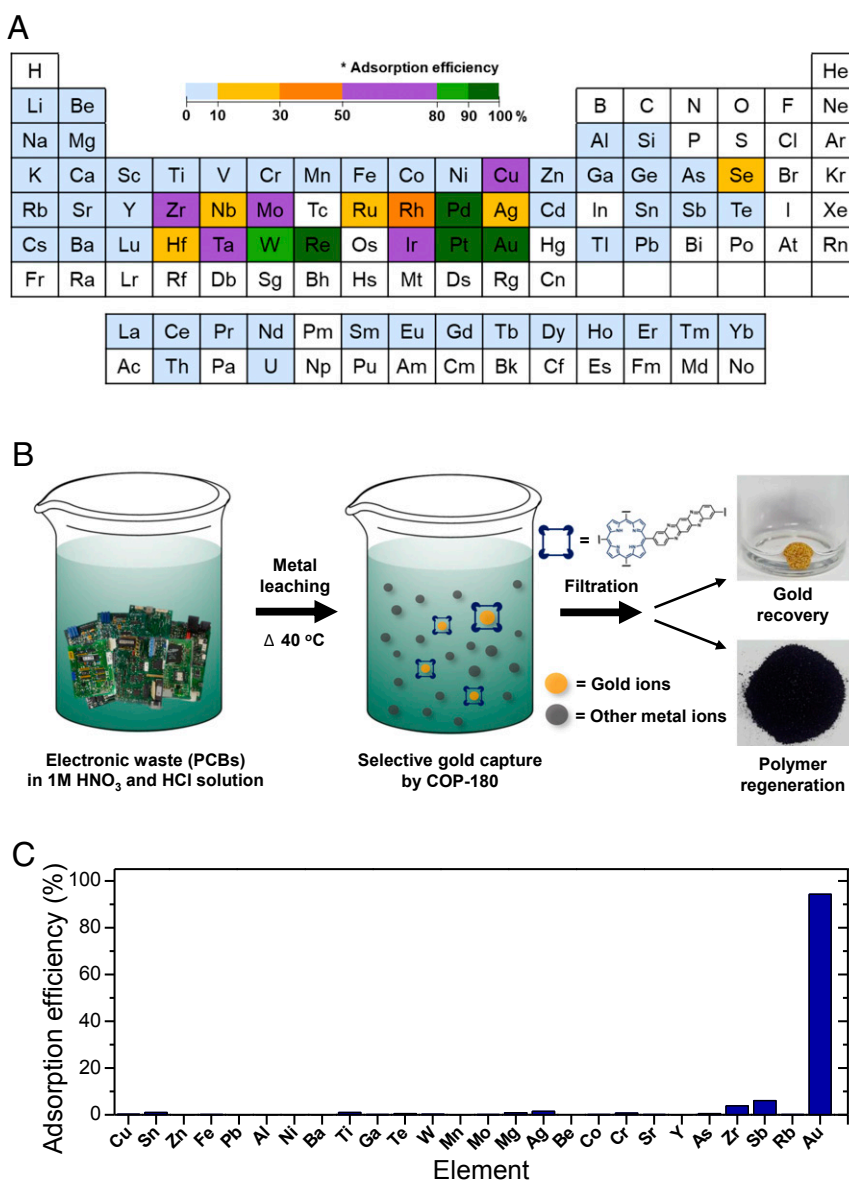 A
* Adsorption efficiency
0 10 30 50 80 90 100 %
H He
Li Be B C N O F Ne
Na Mg Al Si P S Cl Ar
K Ca Sc Ti V Cr Mn Fe Co Ni Cu Zn Ga Ge As Se Br Kr
Rb Sr Y Zr Nb Mo Tc Ru Rh Pd Ag Cd In Sn Sb Te I Xe
Cs Ba Lu Hf Ta W Re Os Ir Pt Au Hg Tl Pb Bi Po At Rn
Fr Ra Lr Rf Db Sg Bh Hs Mt Ds Rg Cn
La Ce Pr Nd Pm Sm Eu Gd Tb Dy Ho Er Tm Yb
Ac Th Pa U Np Pu Am Cm Bk Cf Es Fm Md No
B
Metal
leaching
Δ 40 ºC
=
Filtration
= Gold ions
= Other metal ions
Gold
recovery
Electronic waste (PCBs)
in 1M HNO₃ and HCl solution
Selective gold capture
by COP-180
Polymer
regeneration
C
Adsorption efficiency (%)
100
80
60
40
20
0
Cu Sn Zn Fe Pb Al Ni Ba Ti Ga Te W Mn Mo Mg Ag Be Co Cr Sr Y As Zr Sb Rb Au
Element